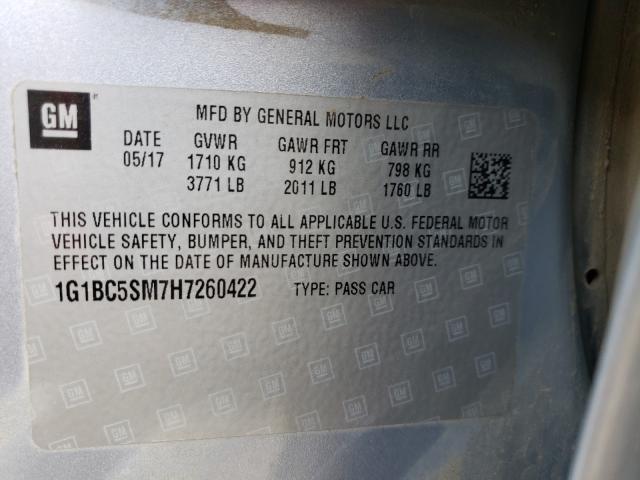 GM
MFD BY GENERAL MOTORS LLC
DATE GVWR GAWR FRT GAWR RR
05/17 1710 KG 912 KG 798 KG
3771 LB 2011 LB 1760 LB
THIS VEHICLE CONFORMS TO ALL APPLICABLE U.S. FEDERAL MOTOR
VEHICLE SAFETY, BUMPER, AND THEFT PREVENTION STANDARDS IN
EFFECT ON THE DATE OF MANUFACTURE SHOWN ABOVE.
1G1BC5SM7H7260422 TYPE: PASS CAR